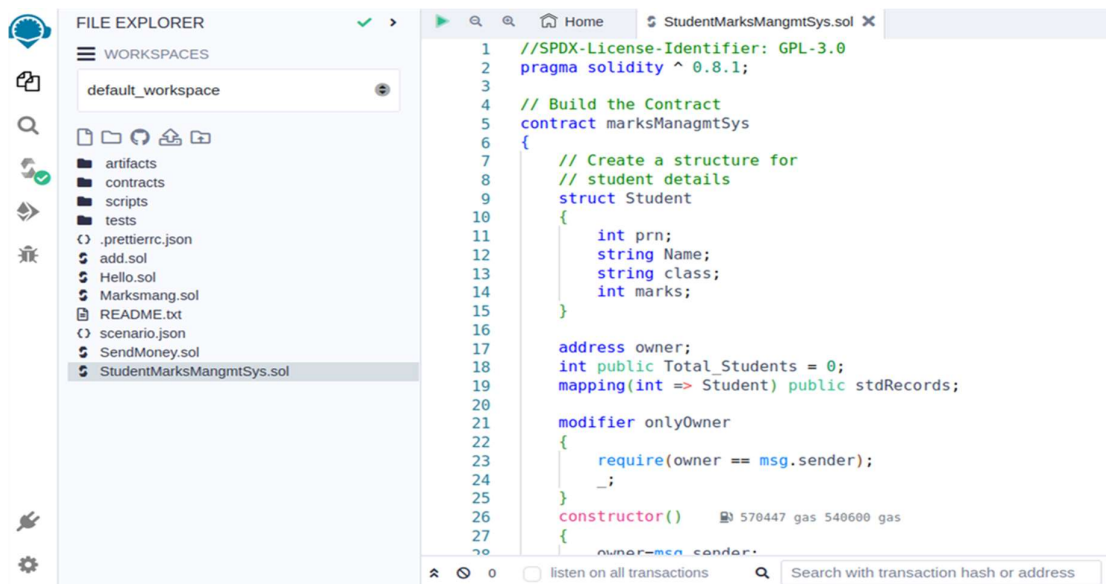 FILE EXPLORER
WORKSPACES
default_workspace
artifacts
contracts
scripts
tests
.prettierrc.json
add.sol
Hello.sol
Marksmang.sol
README.txt
scenario.json
SendMoney.sol
StudentMarksMangmtSys.sol
Home
StudentMarksMangmtSys.sol
1 //SPDX-License-Identifier: GPL-3.0
2 pragma solidity ^ 0.8.1;
3
4 // Build the Contract
5 contract marksManagmtSys
6 {
7 // Create a structure for
8 // student details
9 struct Student
10 {
11 int prn;
12 string Name;
13 string class;
14 int marks;
15 }
16
17 address owner;
18 int public Total_Students = 0;
19 mapping(int => Student) public stdRecords;
20
21 modifier onlyOwner
22 {
23 require(owner == msg.sender);
24 _;
25 }
26 constructor() 570447 gas 540600 gas
27 {
28 owner=msg.sender;
0 listen on all transactions Search with transaction hash or address